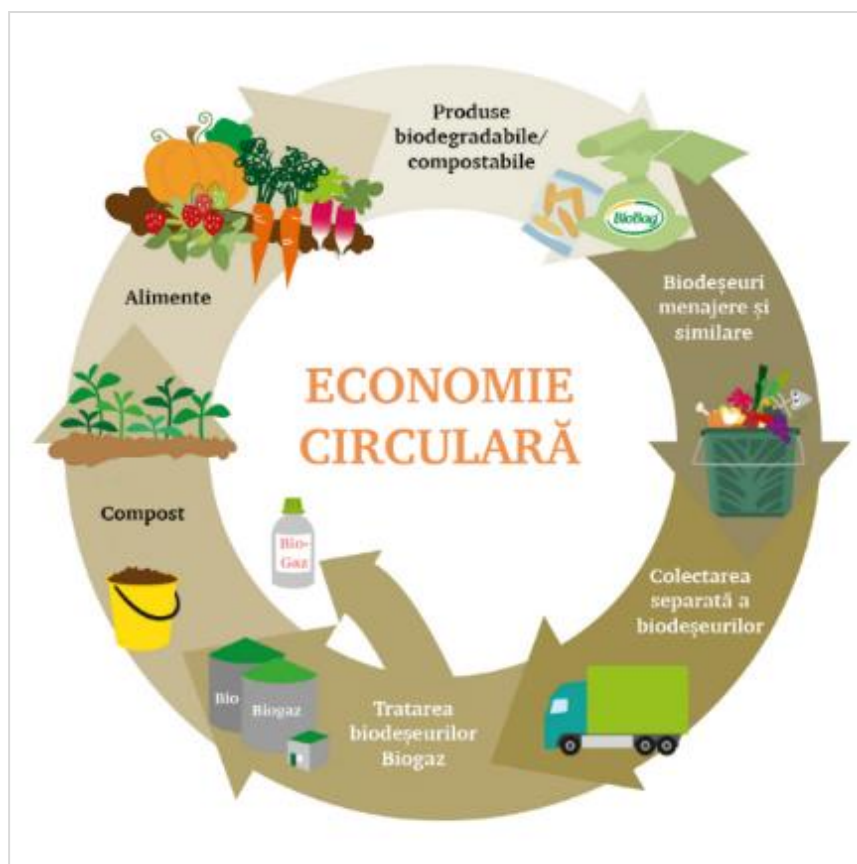 Produse
biodegradabile/
compostabile
BioBag
Biodeșeuri
menajere și
similare
Alimente
ECONOMIE
CIRCULARĂ
Compost
Bio-
Gaz
Colectarea
separată a
biodeșeurilor
Bio
Biogaz
Tratarea
biodeșeurilor
Biogaz